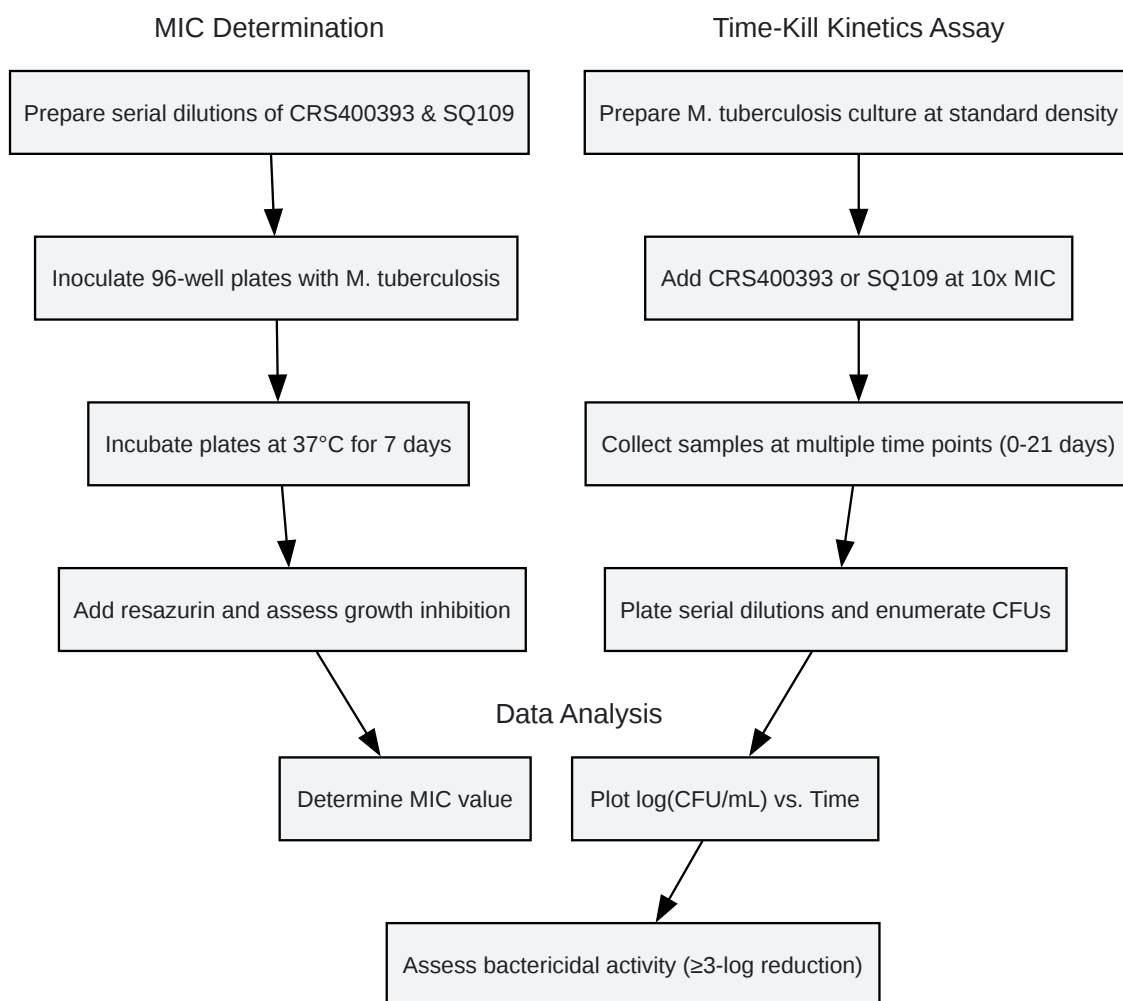 MIC Determination
Prepare serial dilutions of CRS400393 & SQ109
Inoculate 96-well plates with M. tuberculosis
Incubate plates at 37°C for 7 days
Add resazurin and assess growth inhibition
Time-Kill Kinetics Assay
Prepare M. tuberculosis culture at standard density
Add CRS400393 or SQ109 at 10x MIC
Collect samples at multiple time points (0-21 days)
Plate serial dilutions and enumerate CFUs
Data Analysis
Determine MIC value
Plot log(CFU/mL) vs. Time
Assess bactericidal activity (≥3-log reduction)